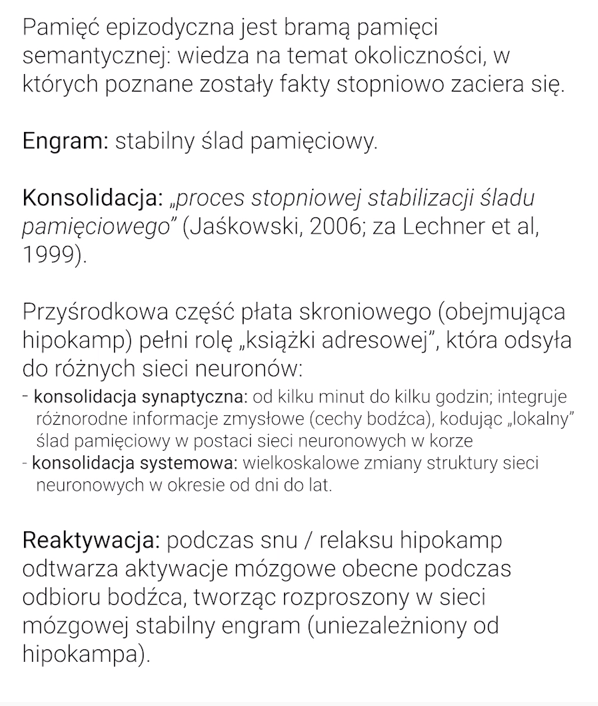 Pamięć epizodyczna jest bramą pamięci
semantycznej: wiedza na temat okoliczności, w
których poznane zostały fakty stopniowo zaciera się.
Engram: stabilny ślad pamięciowy.
Konsolidacja: „proces stopniowej stabilizacji śladu
pamięciowego” (Jaśkowski, 2006; za Lechner et al,
1999).
Przyśrodkowa część płata skroniowego (obejmująca
hipokamp) pełni rolę „książki adresowej”, która odsyła
do różnych sieci neuronów:
- konsolidacja synaptyczna: od kilku minut do kilku godzin; integruje
różnorodne informacje zmysłowe (cechy bodźca), kodując „lokalny”
ślad pamięciowy w postaci sieci neuronowych w korze
- konsolidacja systemowa: wielkoskalowe zmiany struktury sieci
neuronowych w okresie od dni do lat.
Reaktywacja: podczas snu / relaksu hipokamp
odtwarza aktywacje mózgowe obecne podczas
odbioru bodźca, tworząc rozproszony w sieci
mózgowej stabilny engram (uniezależniony od
hipokampa).